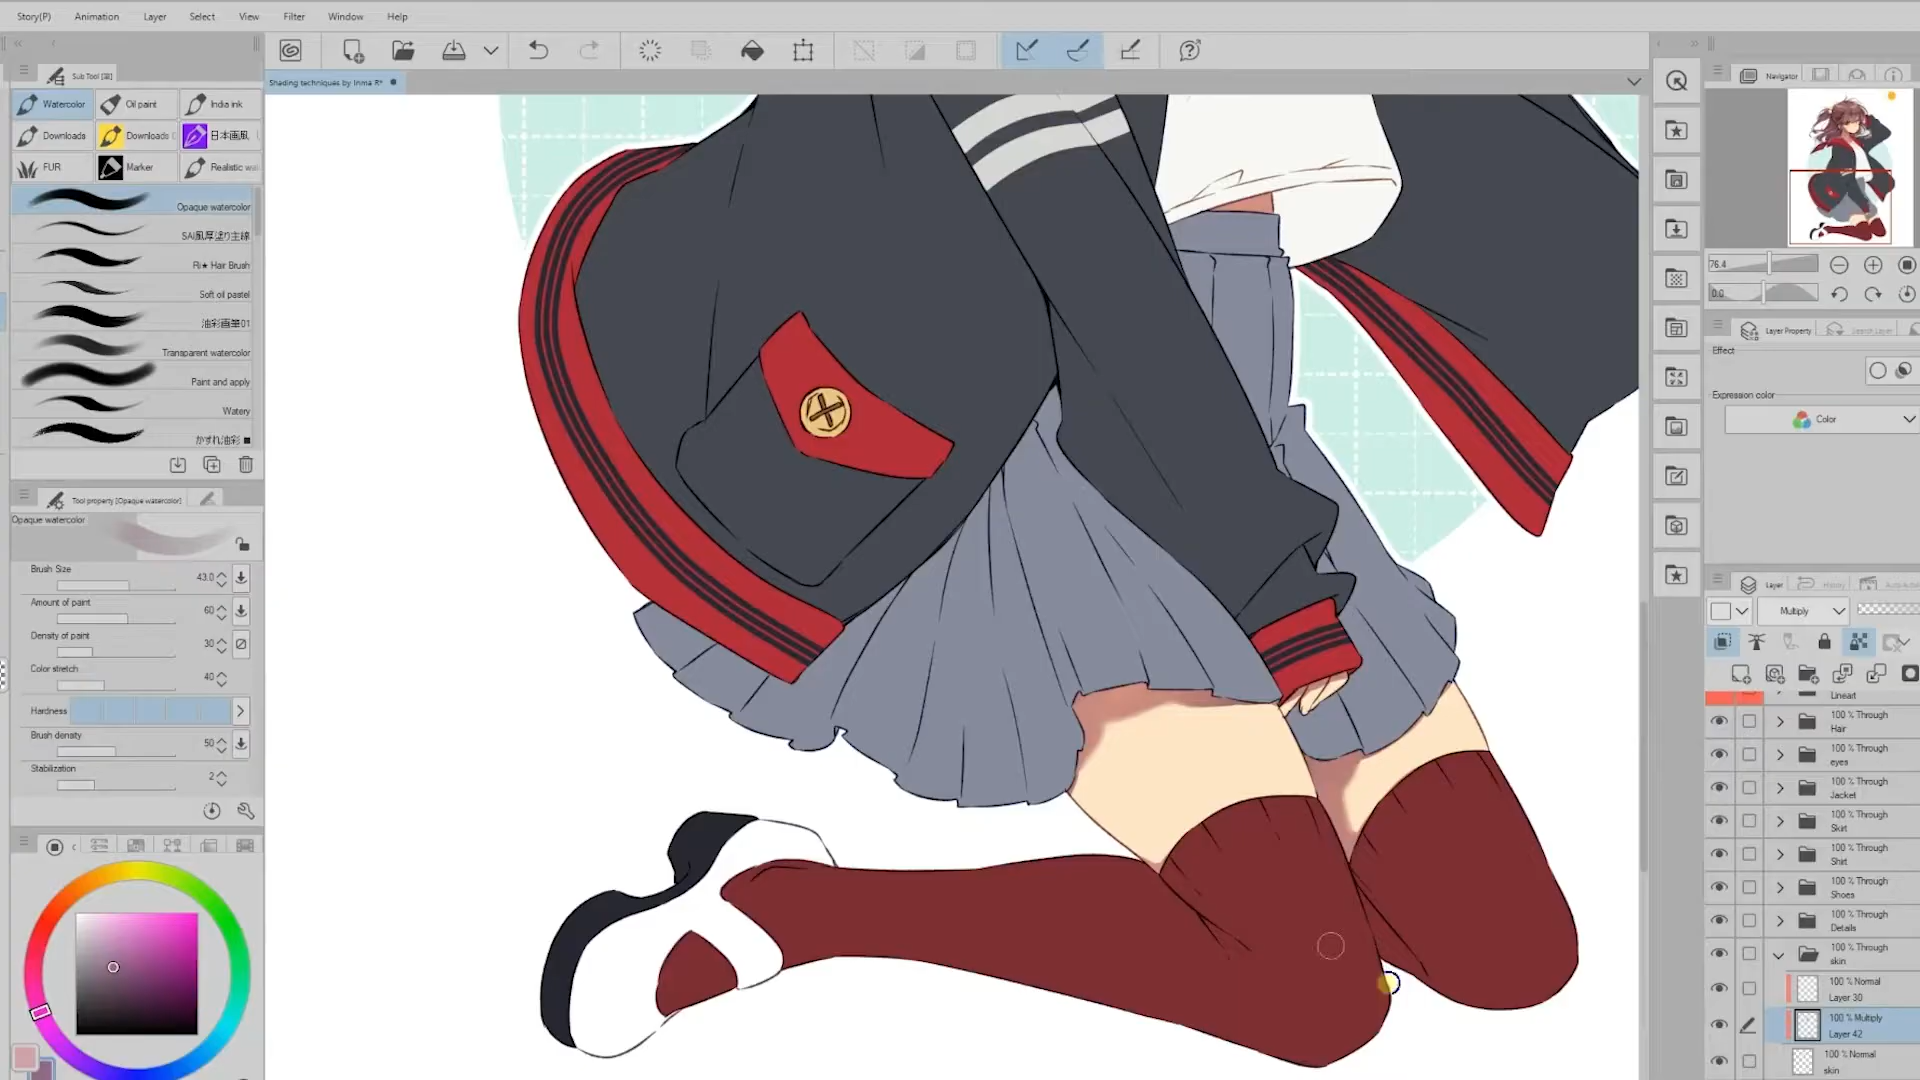 Story(P) Animation Layer Select View Filter Window Help
Shading techniques by Inma R*
Watercolor Oil paint India ink
Downloads Downloads 日本画風
FUR Marker Realistic
Opaque watercolor
SAI風厚塗り主線
Ri★ Hair Brush
Soft oil pastel
油彩画筆01
Transparent watercolor
Paint and apply
Watery
かすれ油彩 ■
Tool property [Opaque watercolor]
Opaque watercolor
Brush Size 43.0
Amount of paint 60
Density of paint 30
Color stretch 40
Hardness
Brush density 50
Stabilization 2
Navigator
76.4
0.0
Layer Property Search Layer
Effect
Expression color
Color
Layer History
Multiply
Lineart
100 % Through
Hair
100 % Through
eyes
100 % Through
Jacket
100 % Through
Skirt
100 % Through
Shirt
100 % Through
Shoes
100 % Through
Details
100 % Through
skin
100 % Normal
Layer 30
100 % Multiply
Layer 42
100 % Normal
skin